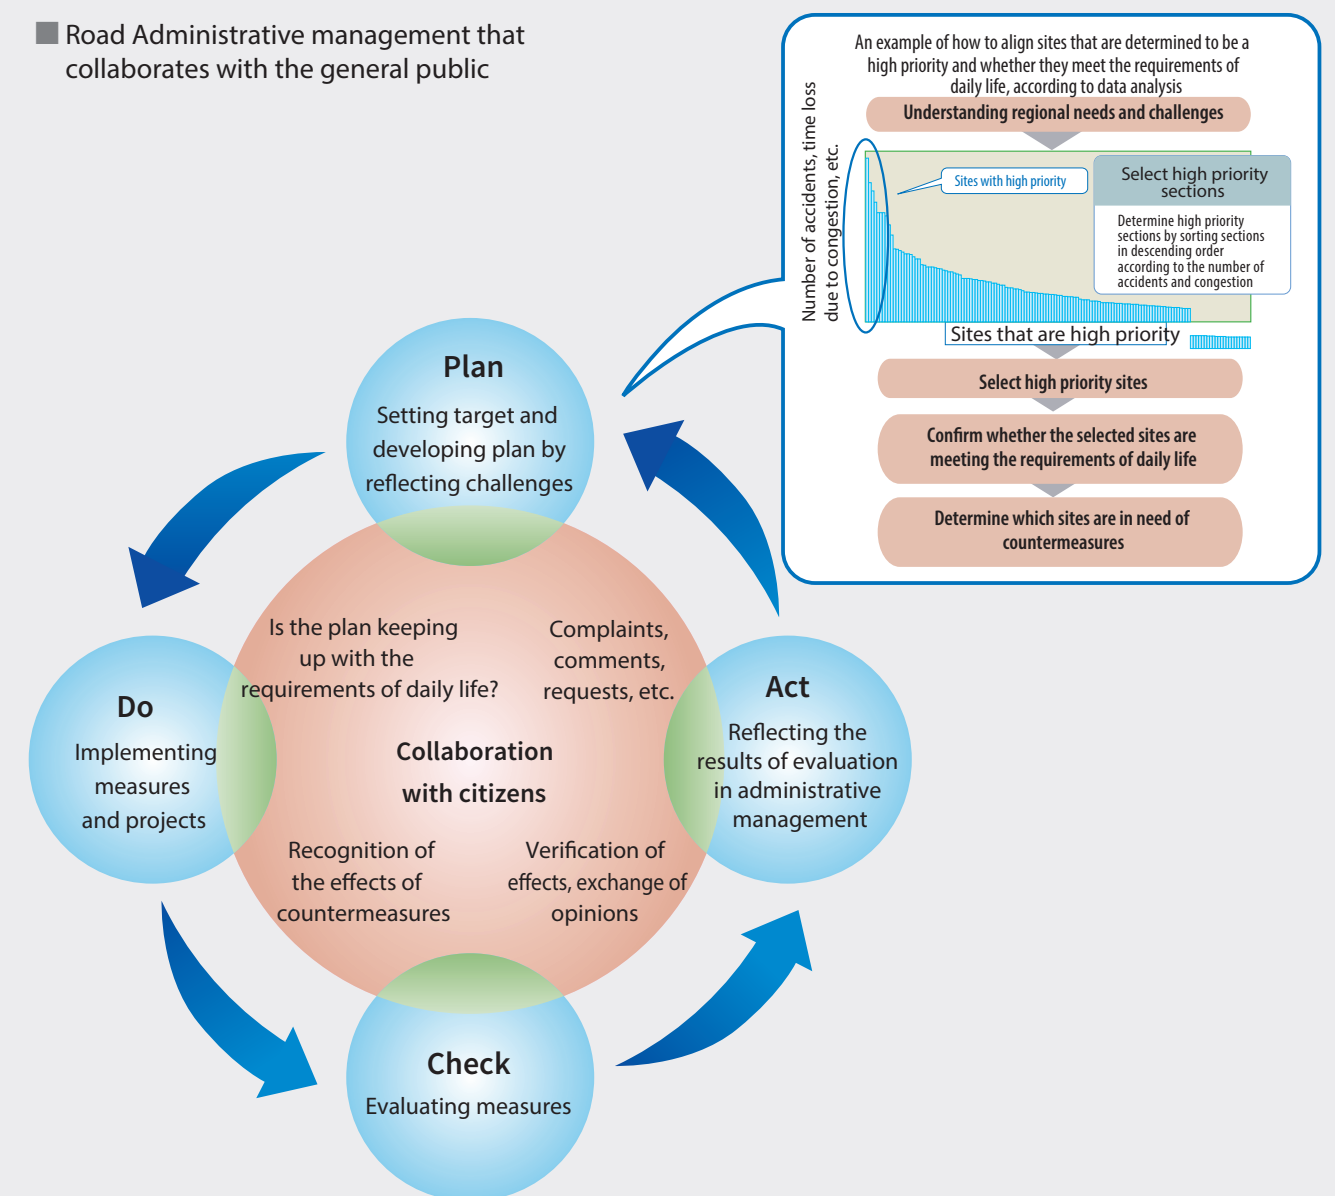 Road Administrative management that
collaborates with the general public
An example of how to align sites that are determined to be a
high priority and whether they meet the requirements of
daily life, according to data analysis
Understanding regional needs and challenges
Number of accidents, time loss
due to congestion, etc.
Sites with high priority
Select high priority
sections
Determine high priority
sections by sorting sections
in descending order
according to the number of
accidents and congestion
Sites that are high priority
Select high priority sites
Confirm whether the selected sites are
meeting the requirements of daily life
Determine which sites are in need of
countermeasures
Plan
Setting target and
developing plan by
reflecting challenges
Is the plan keeping
up with the
requirements of daily life?
Complaints,
comments,
requests, etc.
Do
Implementing
measures
and projects
Collaboration
with citizens
Act
Reflecting the
results of evaluation
in administrative
management
Recognition of
the effects of
countermeasures
Verification of
effects, exchange of
opinions
Check
Evaluating measures